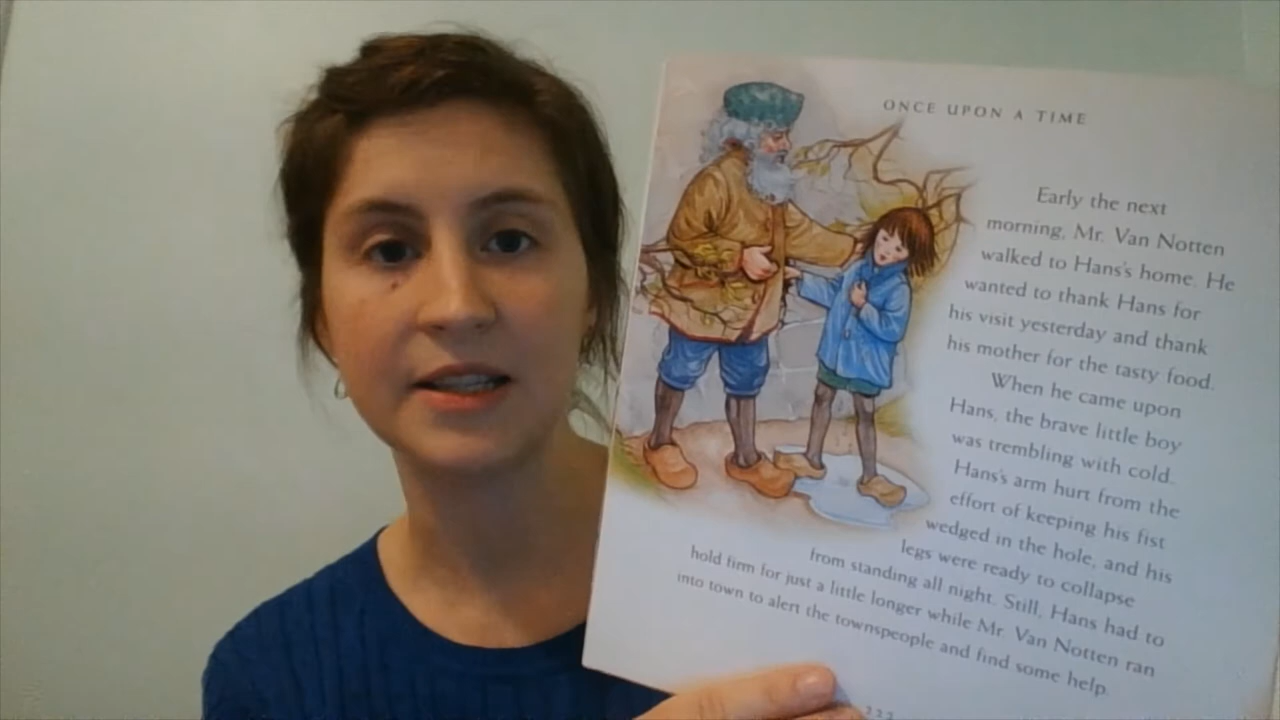 ONCE UPON A TIME
Early the next
morning, Mr. Van Notten
walked to Hans's home. He
wanted to thank Hans for
his visit yesterday and thank
his mother for the tasty food.
When he came upon
Hans, the brave little boy
was trembling with cold.
Hans's arm hurt from the
effort of keeping his fist
wedged in the hole, and his
legs were ready to collapse
from standing all night. Still, Hans had to
hold firm for just a little longer while Mr. Van Notten ran
into town to alert the townspeople and find some help.